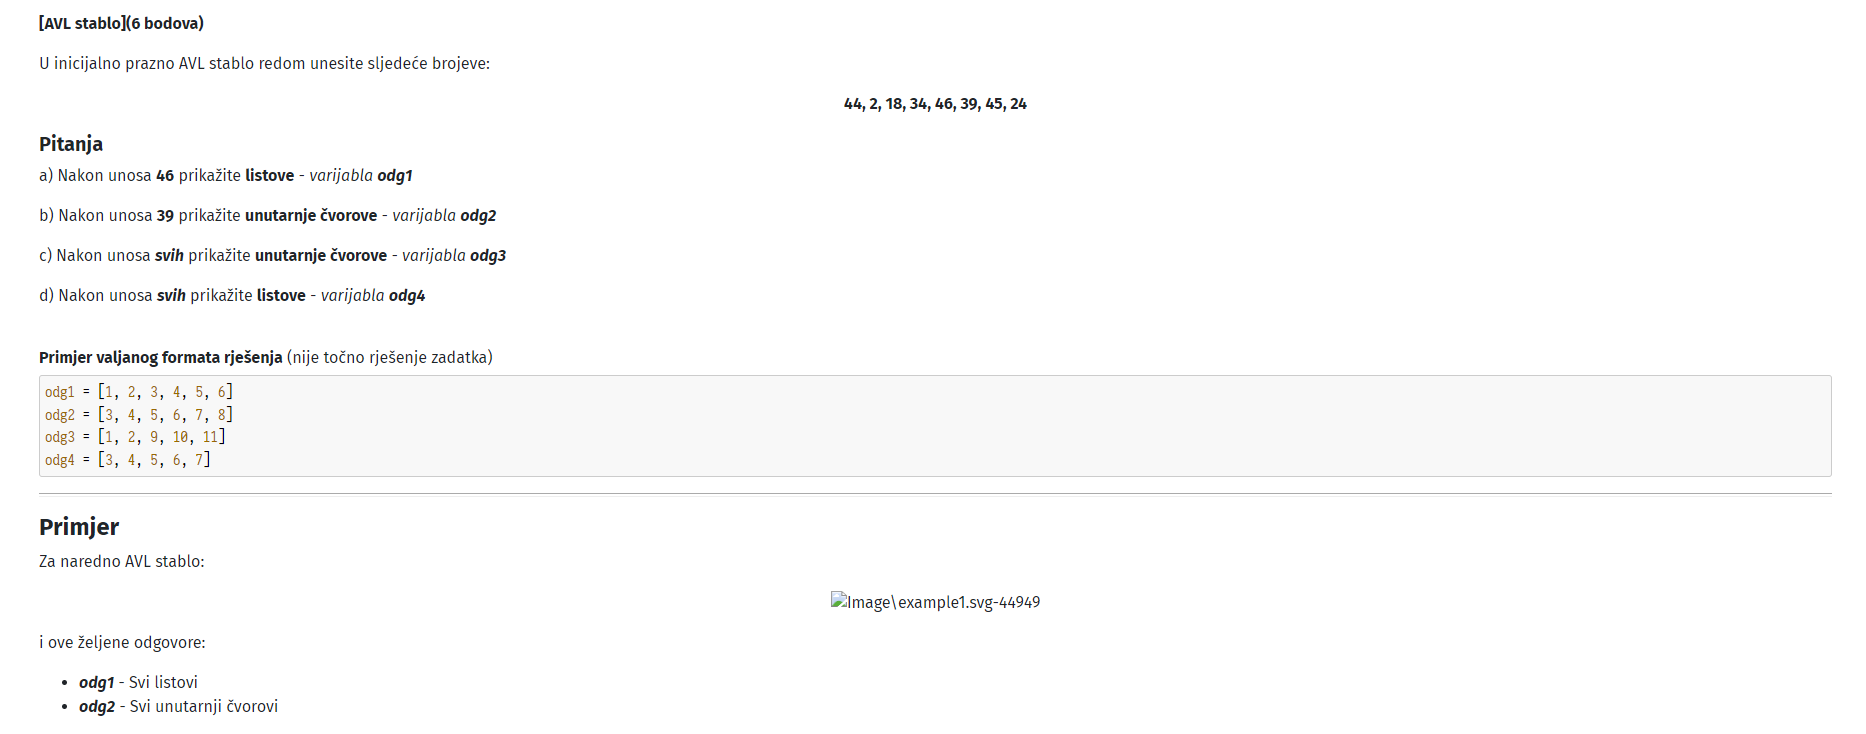 [AVL stablo](6 bodova)
U inicijalno prazno AVL stablo redom unesite sljedeće brojeve:
44, 2, 18, 34, 46, 39, 45, 24
Pitanja
a) Nakon unosa 46 prikažite listove - varijabla odg1
b) Nakon unosa 39 prikažite unutarnje čvorove - varijabla odg2
c) Nakon unosa svih prikažite unutarnje čvorove - varijabla odg3
d) Nakon unosa svih prikažite listove - varijabla odg4
Primjer valjanog formata rješenja (nije točno rješenje zadatka)
odg1 = [1, 2, 3, 4, 5, 6]
odg2 = [3, 4, 5, 6, 7, 8]
odg3 = [1, 2, 9, 10, 11]
odg4 = [3, 4, 5, 6, 7]
Primjer
Za naredno AVL stablo:
Image\example1.svg-44949
i ove željene odgovore:
• odg1 - Svi listovi
• odg2 - Svi unutarnji čvorovi